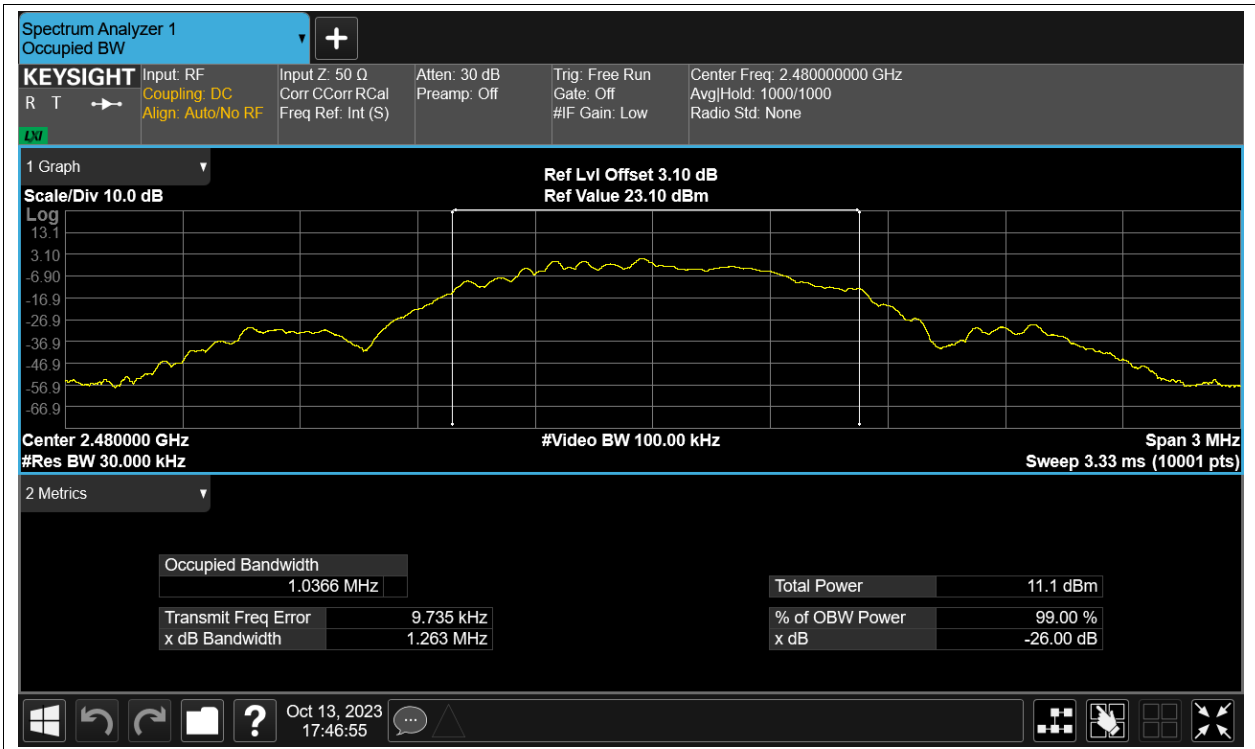 Spectrum Analyzer 1
Occupied BW
KEYSIGHT
R T
LXI
Input: RF
Coupling: DC
Align: Auto/No RF
Input Z: 50 Ω
Corr CCorr RCal
Freq Ref: Int (S)
Atten: 30 dB
Preamp: Off
Trig: Free Run
Gate: Off
#IF Gain: Low
Center Freq: 2.480000000 GHz
Avg|Hold: 1000/1000
Radio Std: None
1 Graph
Scale/Div 10.0 dB
Ref Lvl Offset 3.10 dB
Ref Value 23.10 dBm
Log
13.1
3.10
-6.90
-16.9
-26.9
-36.9
-46.9
-56.9
-66.9
Center 2.480000 GHz
#Res BW 30.000 kHz
#Video BW 100.00 kHz
Span 3 MHz
Sweep 3.33 ms (10001 pts)
2 Metrics
Occupied Bandwidth
1.0366 MHz
Transmit Freq Error 9.735 kHz
x dB Bandwidth 1.263 MHz
Total Power 11.1 dBm
% of OBW Power 99.00 %
x dB -26.00 dB
?
Oct 13, 2023
17:46:55